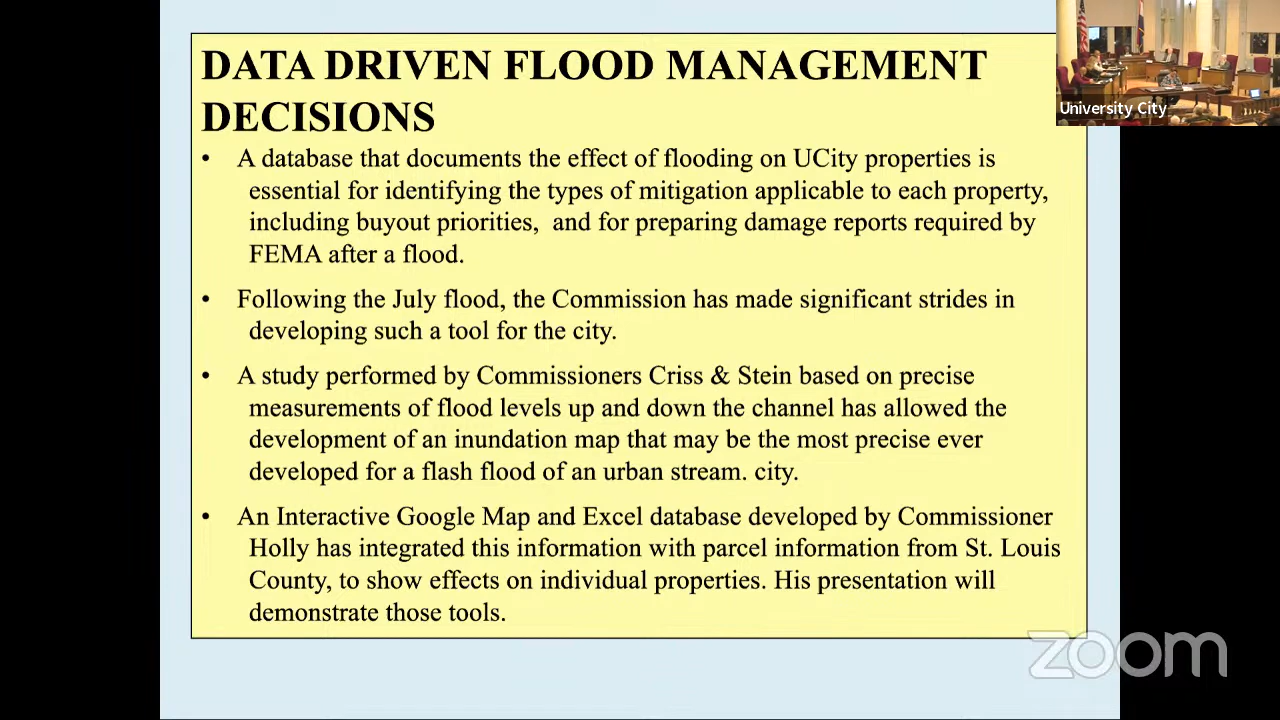 DATA DRIVEN FLOOD MANAGEMENT
DECISIONS
• A database that documents the effect of flooding on UCity properties is
essential for identifying the types of mitigation applicable to each property,
including buyout priorities,  and for preparing damage reports required by
FEMA after a flood.
• Following the July flood, the Commission has made significant strides in
developing such a tool for the city.
• A study performed by Commissioners Criss & Stein based on precise
measurements of flood levels up and down the channel has allowed the
development of an inundation map that may be the most precise ever
developed for a flash flood of an urban stream. city.
• An Interactive Google Map and Excel database developed by Commissioner
Holly has integrated this information with parcel information from St. Louis
County, to show effects on individual properties. His presentation will
demonstrate those tools.
University City
zoom